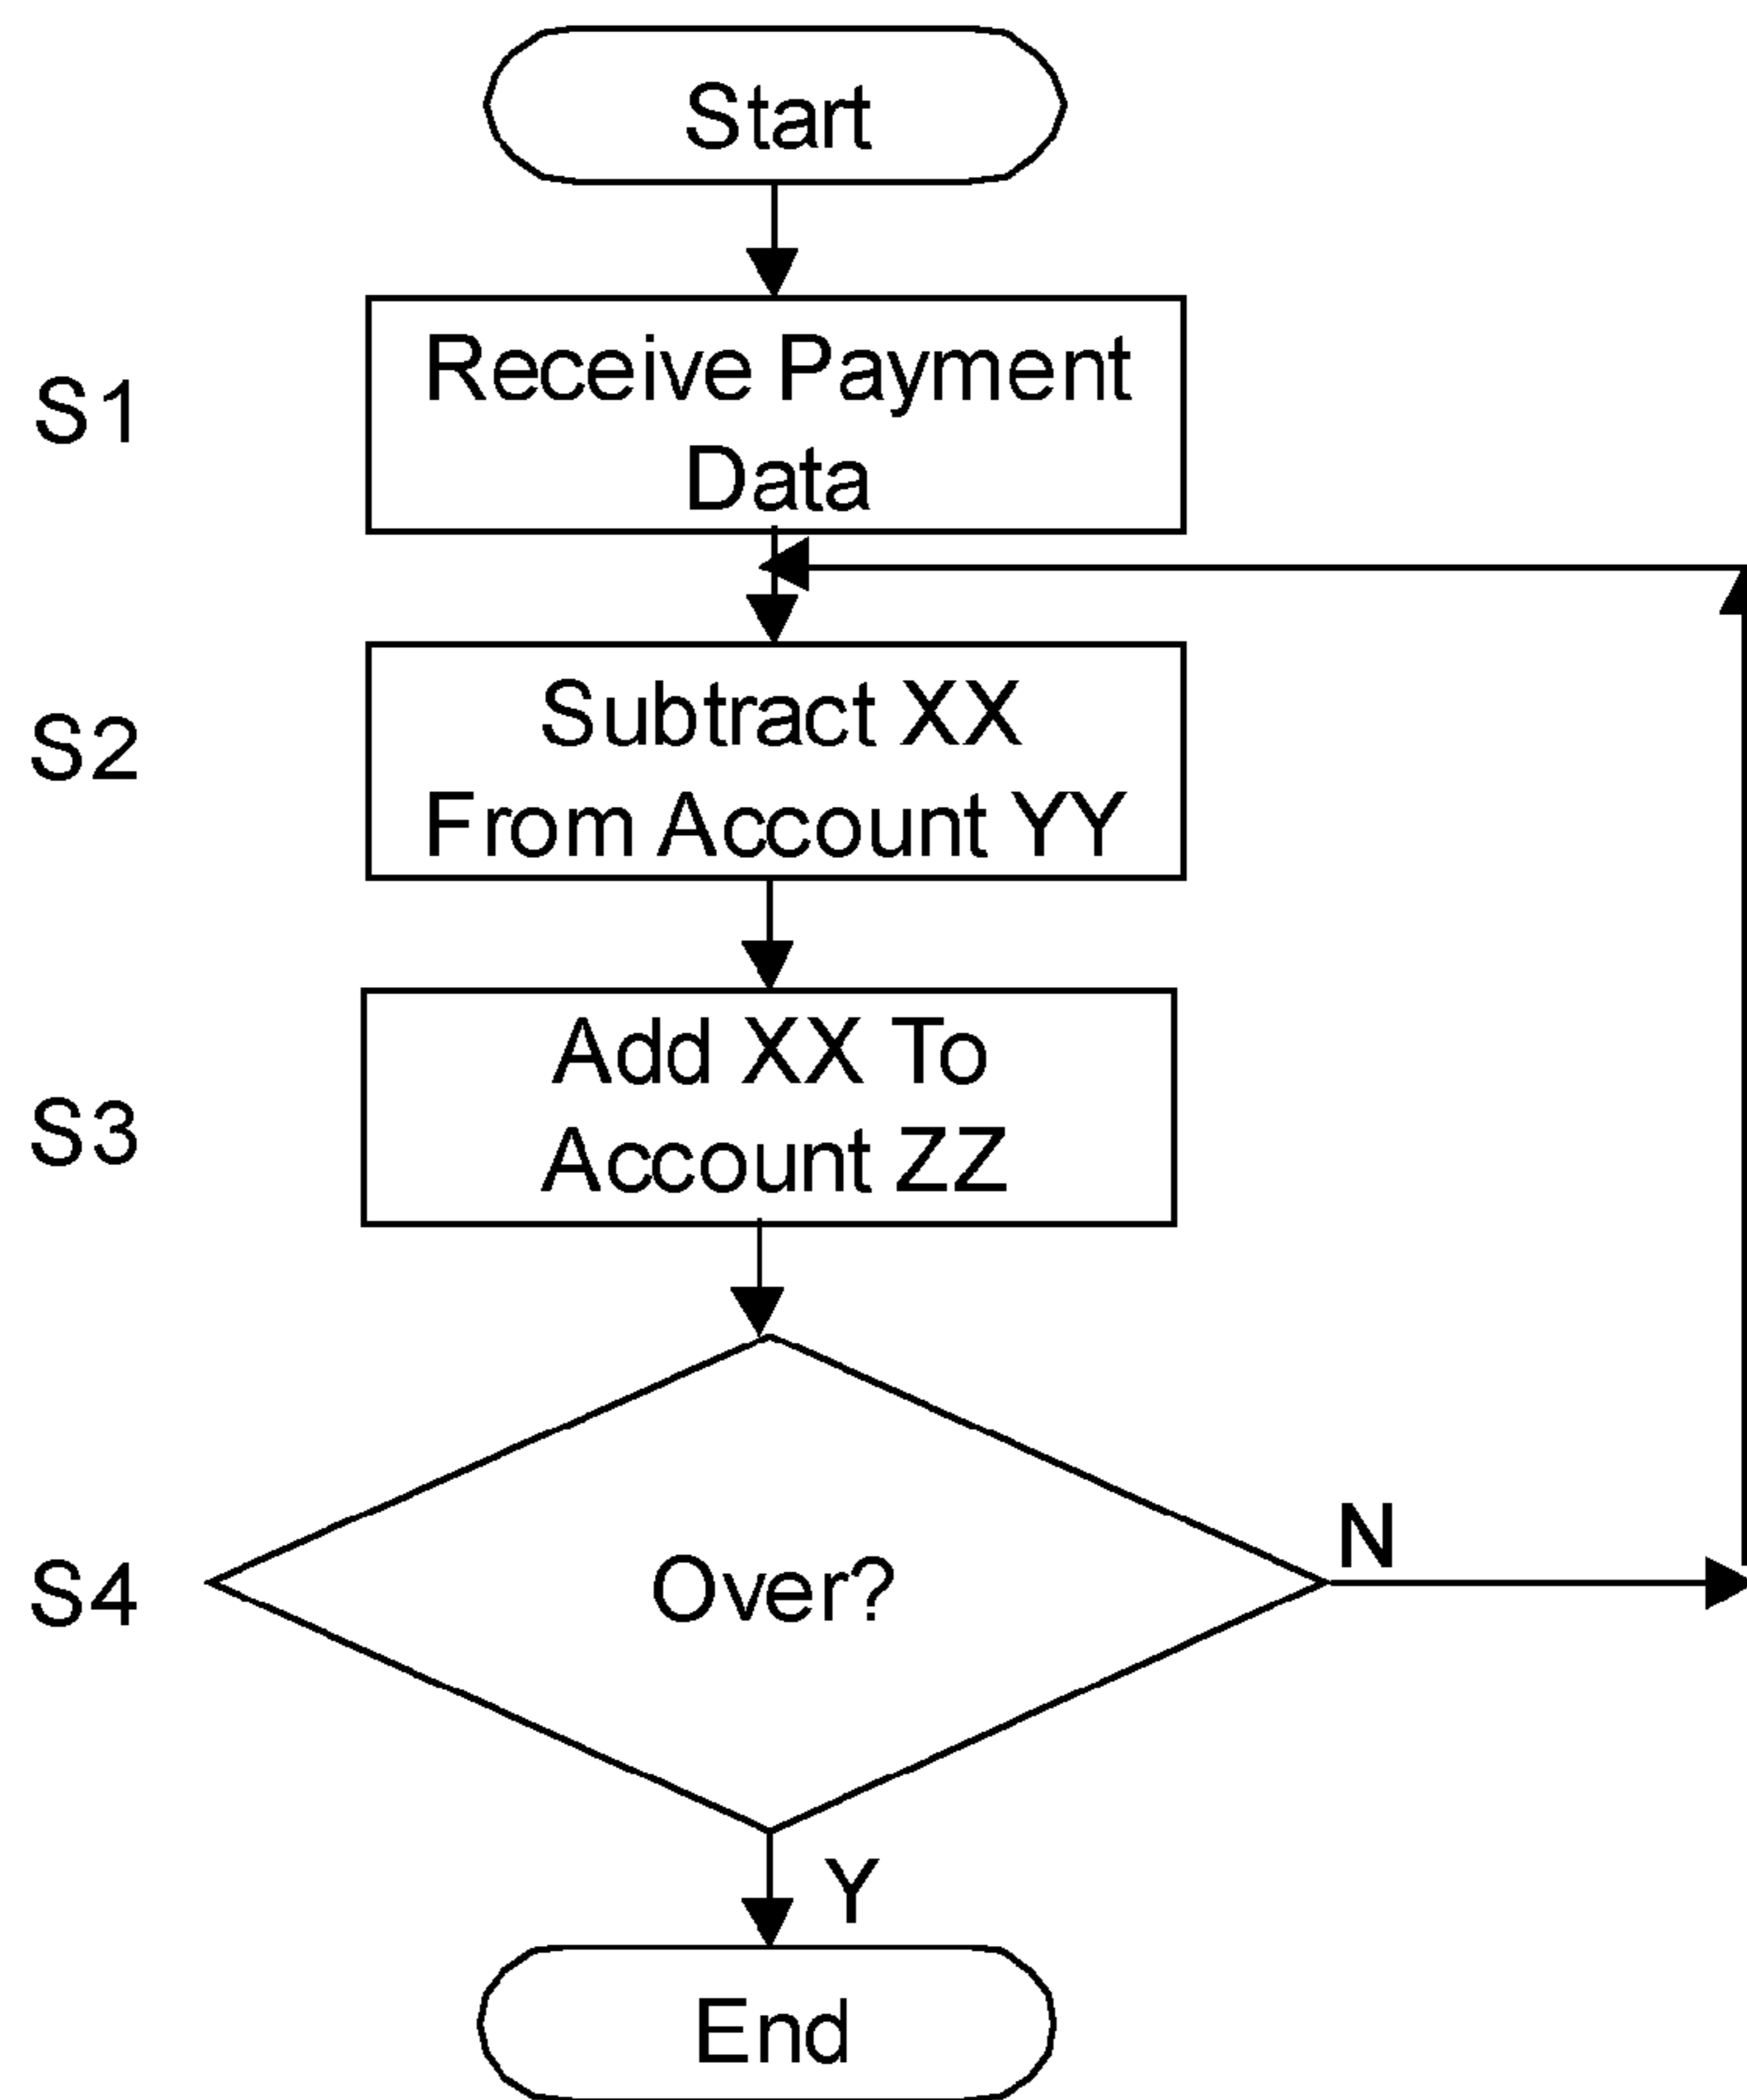 Start
S1
Receive Payment
Data
S2
Subtract XX
From Account YY
S3
Add XX To
Account ZZ
S4
Over?
N
Y
End